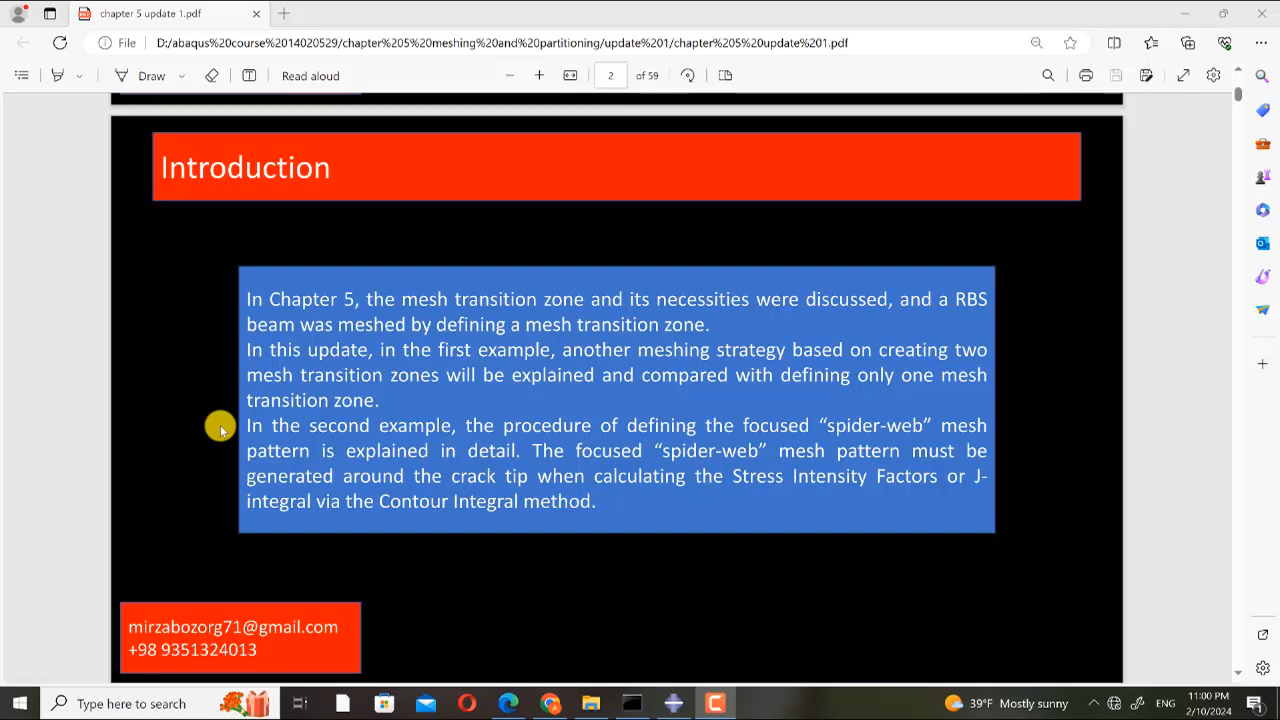 chapter 5 update 1.pdf
File
D:/abaqus%20course%2014020529/chapter%205%20meshing%20and%20partitioning/update%201/chapter%205%20update%201.pdf
Draw
Read aloud
2
of 59
Introduction
In Chapter 5, the mesh transition zone and its necessities were discussed, and a RBS
beam was meshed by defining a mesh transition zone.
In this update, in the first example, another meshing strategy based on creating two
mesh transition zones will be explained and compared with defining only one mesh
transition zone.
In the second example, the procedure of defining the focused “spider-web” mesh
pattern is explained in detail. The focused “spider-web” mesh pattern must be
generated around the crack tip when calculating the Stress Intensity Factors or J-
integral via the Contour Integral method.
mirzabozorg71@gmail.com
+98 9351324013
Type here to search
39°F Mostly sunny
ENG
11:00 PM
2/10/2024